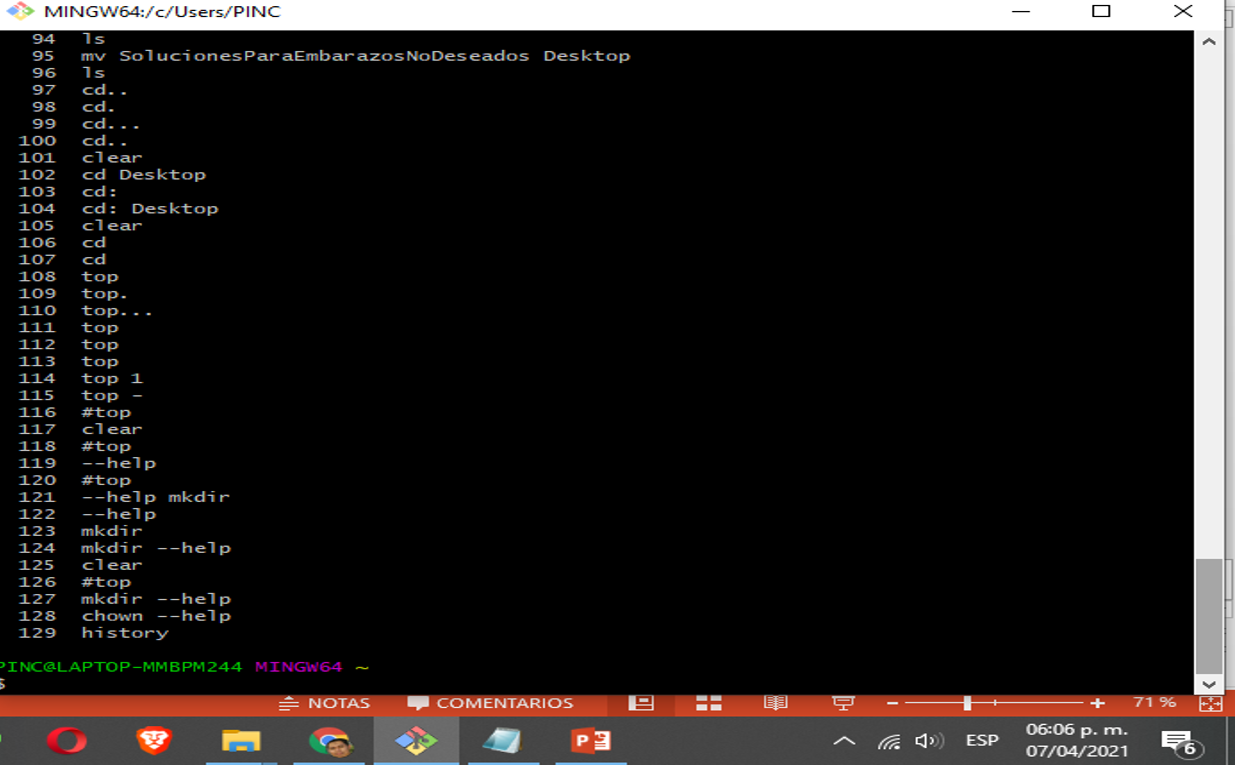 MINGW64:/c/Users/PINC
94 ls
95 mv SolucionesParaEmbarazosNoDeseados Desktop
96 ls
97 cd..
98 cd.
99 cd...
100 cd..
101 clear
102 cd Desktop
103 cd:
104 cd: Desktop
105 clear
106 cd
107 cd
108 top
109 top.
110 top...
111 top
112 top
113 top
114 top 1
115 top -
116 #top
117 clear
118 #top
119 --help
120 #top
121 --help mkdir
122 --help
123 mkdir
124 mkdir --help
125 clear
126 #top
127 mkdir --help
128 chown --help
129 history
PINC@LAPTOP-MMBPM244 MINGW64 ~
$
NOTAS COMENTARIOS 71 %
ESP 06:06 p. m.
07/04/2021 6